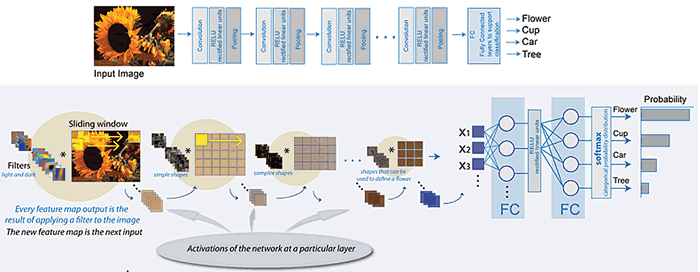 Input Image
Convolution
RELU
rectified linear units
Pooling
Convolution
RELU
rectified linear units
Pooling
Convolution
RELU
rectified linear units
Pooling
Convolution
RELU
rectified linear units
Pooling
FC
Fully Connected
layers to support
classification
Flower
Cup
Car
Tree
Sliding window
Filters
light and dark
*
simple shapes
*
complex shapes
*
shapes that can be
used to define a flower
*
Every feature map output is the
result of applying a filter to the image
The new feature map is the next input
Activations of the network at a particular layer
X1
X2
X3
FC
RELU
rectified linear units
FC
softmax
categorical probability distribution
Probability
Flower
Cup
Car
Tree